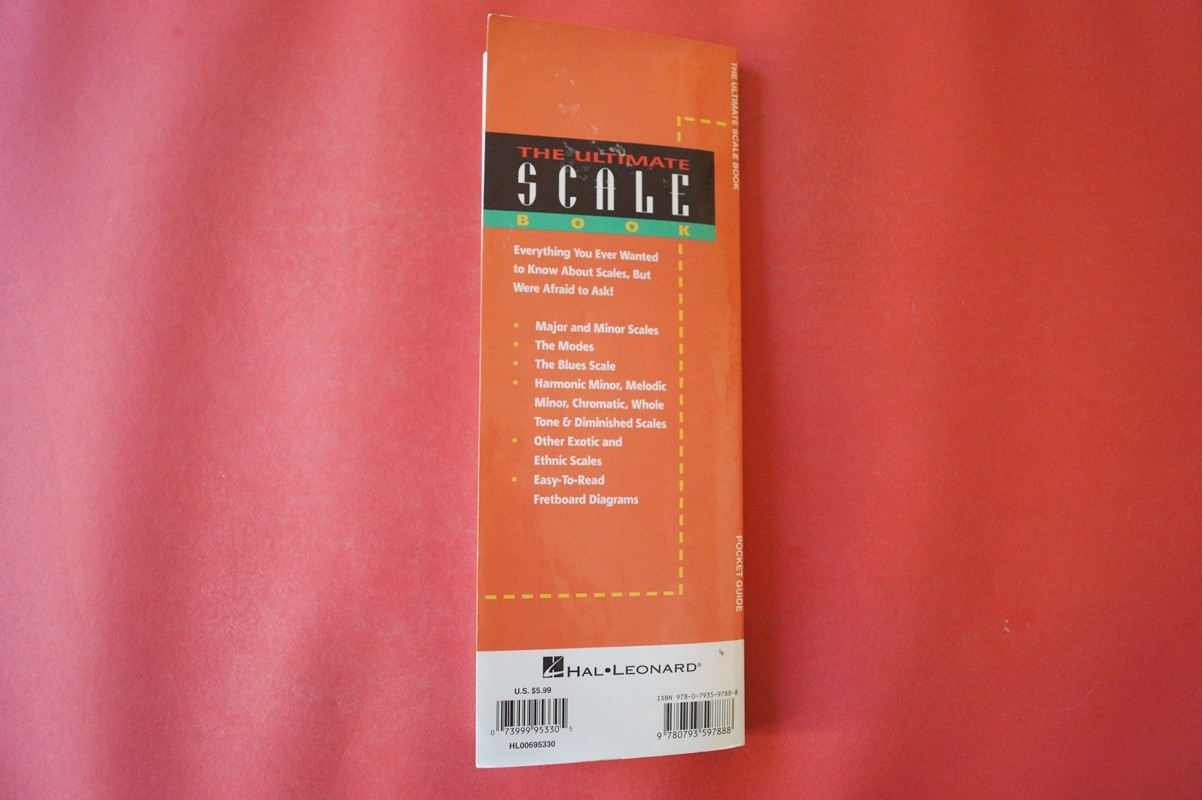 THE ULTIMATE SCALE BOOK
THE ULTIMATE
SCALE
BOOK
Everything You Ever Wanted
to Know About Scales, But
Were Afraid to Ask!
• Major and Minor Scales
• The Modes
• The Blues Scale
• Harmonic Minor, Melodic
Minor, Chromatic, Whole
Tone & Diminished Scales
• Other Exotic and
Ethnic Scales
• Easy-To-Read
Fretboard Diagrams
POCKET GUIDE
HAL•LEONARD®
U.S. $5.99
0 73999 95330 5
HL00695330
ISBN 978-0-7935-9788-8
9 780793 597888